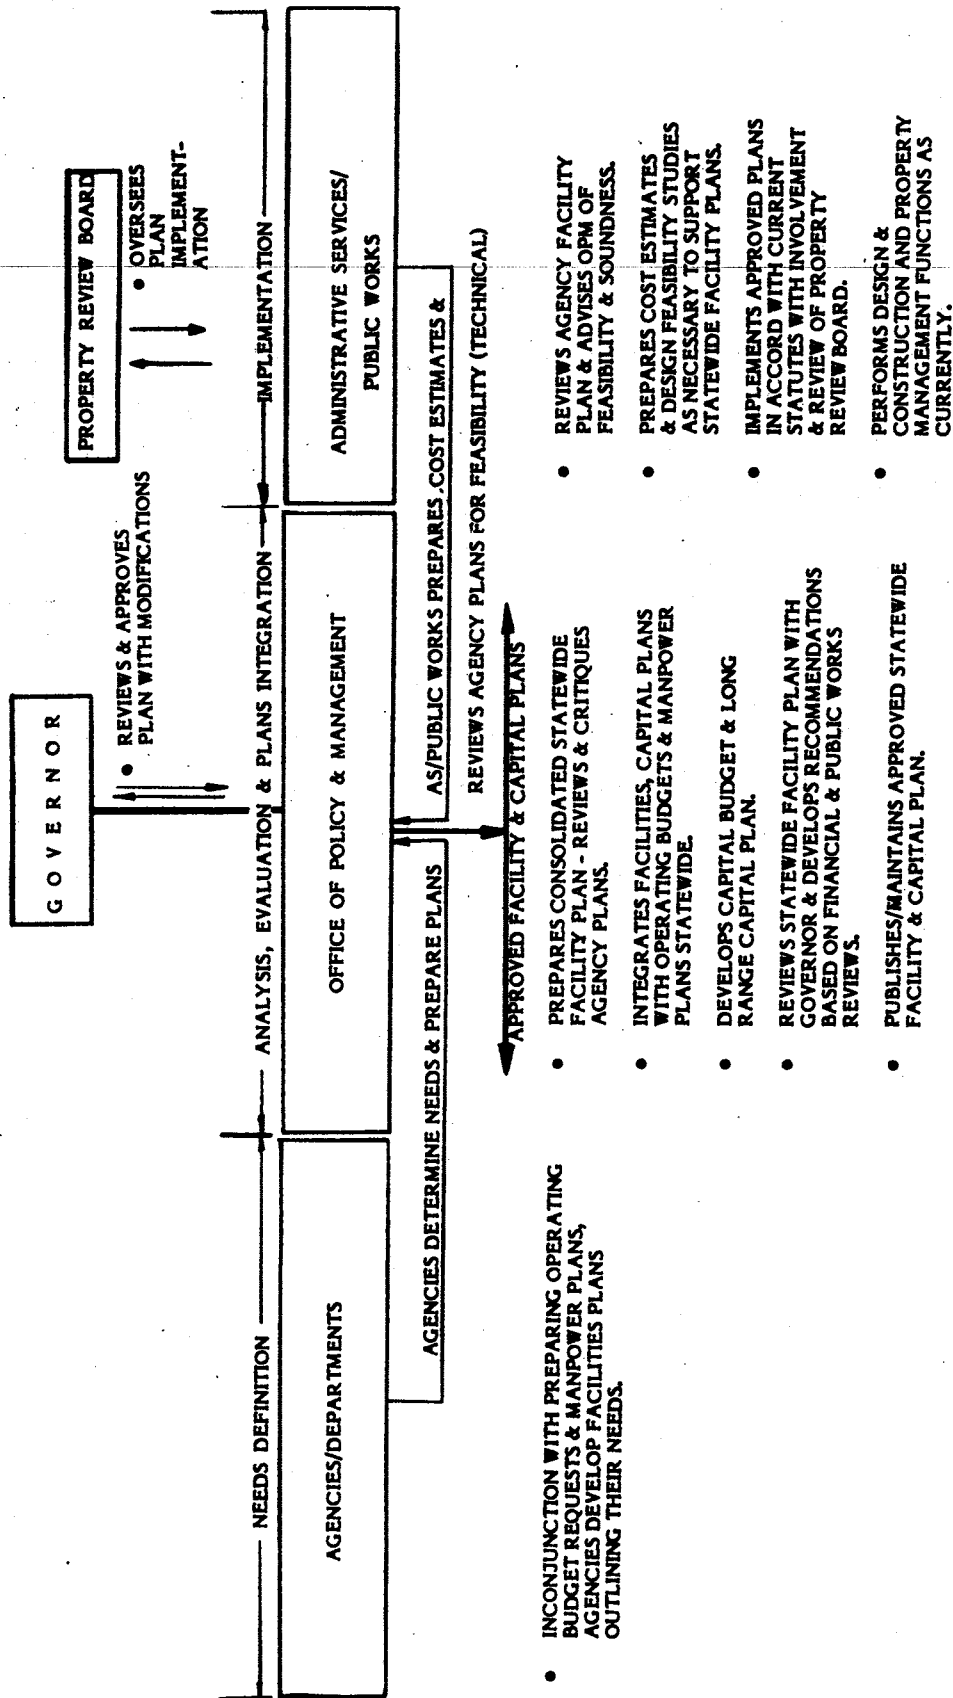 G O V E R N O R
• REVIEWS & APPROVES
PLAN WITH MODIFICATIONS
PROPERTY REVIEW BOARD
• OVERSEES
PLAN
IMPLEMENT-
ATION
NEEDS DEFINITION
ANALYSIS, EVALUATION & PLANS INTEGRATION
IMPLEMENTATION
AGENCIES/DEPARTMENTS
OFFICE OF POLICY & MANAGEMENT
ADMINISTRATIVE SERVICES/
PUBLIC WORKS
AGENCIES DETERMINE NEEDS & PREPARE PLANS
AS/PUBLIC WORKS PREPARES COST ESTIMATES &
REVIEWS AGENCY PLANS FOR FEASIBILITY (TECHNICAL)
APPROVED FACILITY & CAPITAL PLANS
• INCONJUNCTION WITH PREPARING OPERATING
BUDGET REQUESTS & MANPOWER PLANS,
AGENCIES DEVELOP FACILITIES PLANS
OUTLINING THEIR NEEDS.
• PREPARES CONSOLIDATED STATEWIDE
FACILITY PLAN - REVIEWS & CRITIQUES
AGENCY PLANS.
• INTEGRATES FACILITIES, CAPITAL PLANS
WITH OPERATING BUDGETS & MANPOWER
PLANS STATEWIDE.
• DEVELOPS CAPITAL BUDGET & LONG
RANGE CAPITAL PLAN.
• REVIEWS STATEWIDE FACILITY PLAN WITH
GOVERNOR & DEVELOPS RECOMMENDATIONS
BASED ON FINANCIAL & PUBLIC WORKS
REVIEWS.
• PUBLISHES/MAINTAINS APPROVED STATEWIDE
FACILITY & CAPITAL PLAN.
• REVIEWS AGENCY FACILITY
PLAN & ADVISES OPM OF
FEASIBILITY & SOUNDNESS.
• PREPARES COST ESTIMATES
& DESIGN FEASIBILITY STUDIES
AS NECESSARY TO SUPPORT
STATEWIDE FACILITY PLANS.
• IMPLEMENTS APPROVED PLANS
IN ACCORD WITH CURRENT
STATUTES WITH INVOLVEMENT
& REVIEW OF PROPERTY
REVIEW BOARD.
• PERFORMS DESIGN &
CONSTRUCTION AND PROPERTY
MANAGEMENT FUNCTIONS AS
CURRENTLY.